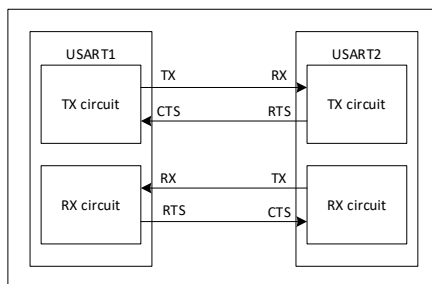 USART1 USART2
TX RX
TX circuit TX circuit
CTS RTS
RX TX
RX circuit RX circuit
RTS CTS